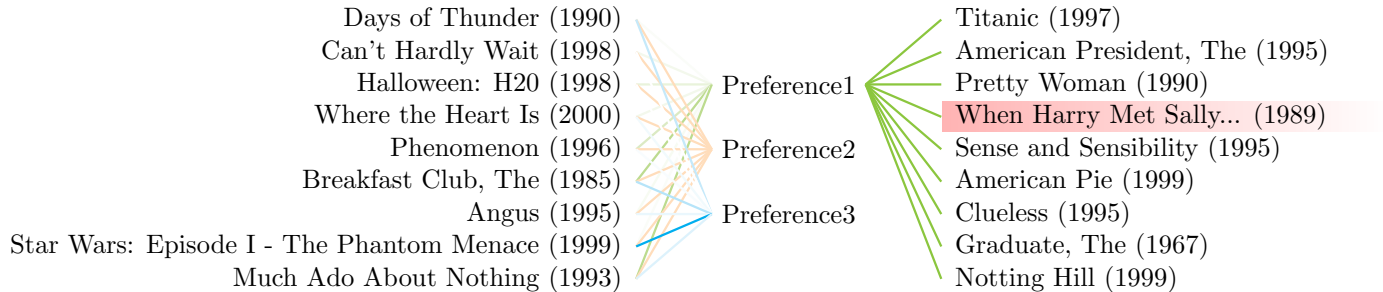 Days of Thunder (1990)
Can't Hardly Wait (1998)
Halloween: H20 (1998)
Where the Heart Is (2000)
Phenomenon (1996)
Breakfast Club, The (1985)
Angus (1995)
Star Wars: Episode I - The Phantom Menace (1999)
Much Ado About Nothing (1993)
Preference1
Preference2
Preference3
Titanic (1997)
American President, The (1995)
Pretty Woman (1990)
When Harry Met Sally... (1989)
Sense and Sensibility (1995)
American Pie (1999)
Clueless (1995)
Graduate, The (1967)
Notting Hill (1999)